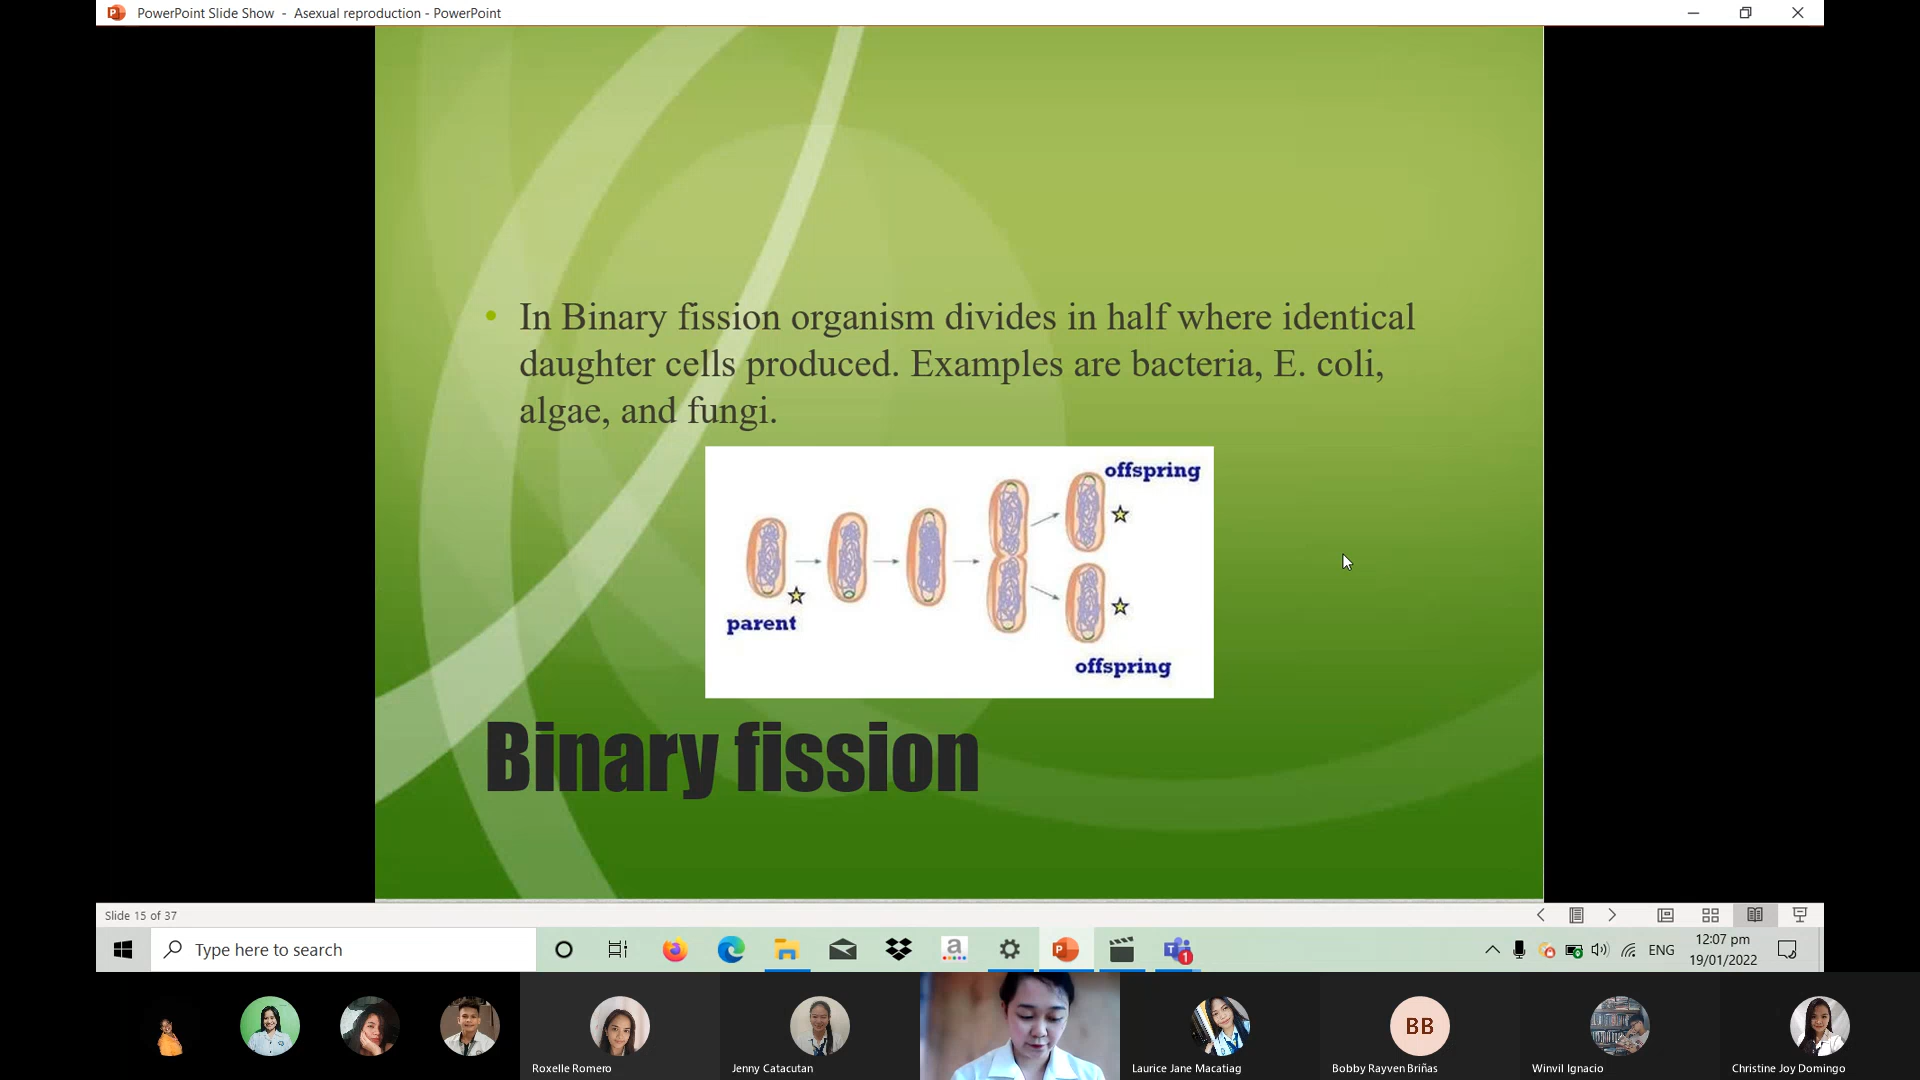 PowerPoint Slide Show - Asexual reproduction - PowerPoint
• In Binary fission organism divides in half where identical
daughter cells produced. Examples are bacteria, E. coli,
algae, and fungi.
offspring
parent
offspring
Binary fission
Slide 15 of 37
Type here to search
a
P
1
ENG
12:07 pm
19/01/2022
Roxelle Romero
Jenny Catacutan
Laurice Jane Macatiag
BB
Bobby Rayven Briñas
Winvil Ignacio
Christine Joy Domingo